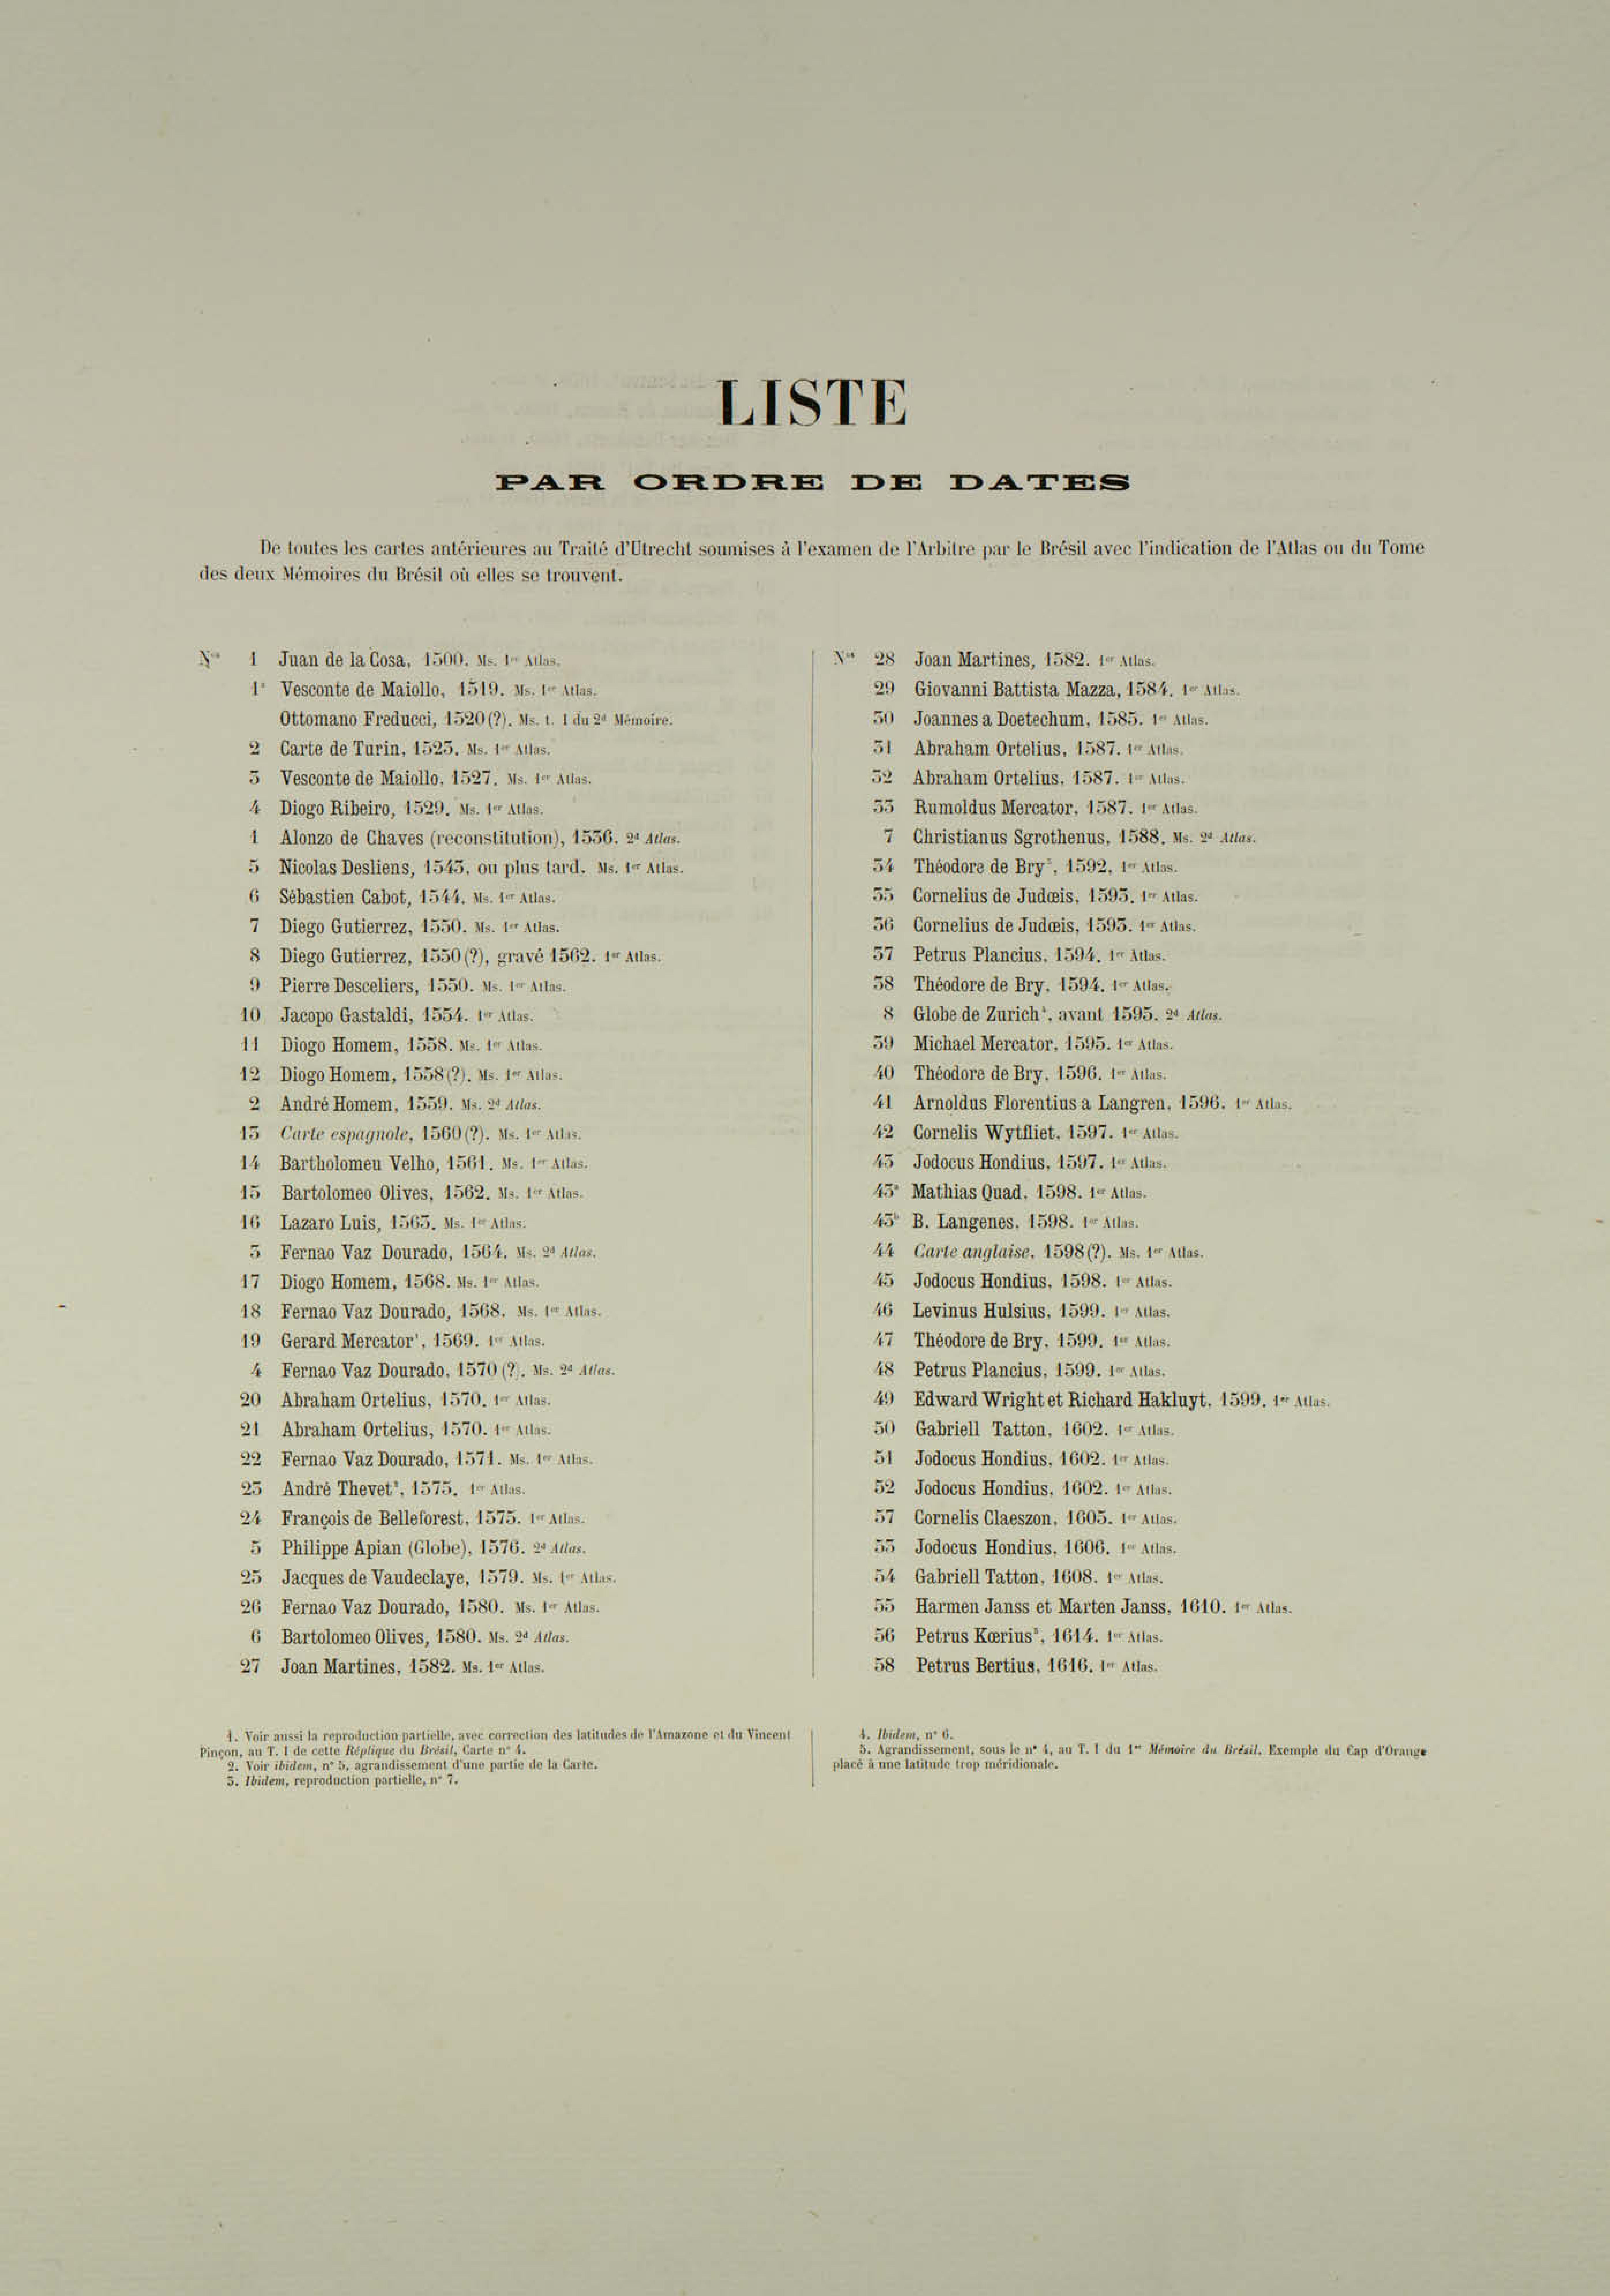 LISTE
PAR ORDRE DE DATES
De toutes les cartes antérieures au Traité d'Utrecht soumises à l'examen de l'Arbitre par le Brésil avec l'indication de l'Atlas ou du Tome
des deux Mémoires du Brésil où elles se trouvent.
Nos 1 Juan de la Cosa, 1500. Ms. 1er Atlas.
1a Vesconte de Maiollo, 1519. Ms. 1er Atlas.
Ottomano Freducci, 1520(?). Ms. t. I du 2d Mémoire.
2 Carte de Turin, 1523. Ms. 1er Atlas.
3 Vesconte de Maiollo, 1527. Ms. 1er Atlas.
4 Diogo Ribeiro, 1529. Ms. 1er Atlas.
1 Alonzo de Chaves (reconstitution), 1536. 2d Atlas.
5 Nicolas Desliens, 1543, ou plus tard. Ms. 1er Atlas.
6 Sébastien Cabot, 1544. Ms. 1er Atlas.
7 Diego Gutierrez, 1550. Ms. 1er Atlas.
8 Diego Gutierrez, 1550(?), gravé 1562. 1er Atlas.
9 Pierre Desceliers, 1550. Ms. 1er Atlas.
10 Jacopo Gastaldi, 1554. 1er Atlas.
11 Diogo Homem, 1558. Ms. 1er Atlas.
12 Diogo Homem, 1558(?). Ms. 1er Atlas.
2 André Homem, 1559. Ms. 2d Atlas.
13 Carte espagnole, 1560(?). Ms. 1er Atlas.
14 Bartholomeu Velho, 1561. Ms. 1er Atlas.
15 Bartolomeo Olives, 1562. Ms. 1er Atlas.
16 Lazaro Luis, 1563. Ms. 1er Atlas.
3 Fernao Vaz Dourado, 1564. Ms. 2d Atlas.
17 Diogo Homem, 1568. Ms. 1er Atlas.
18 Fernao Vaz Dourado, 1568. Ms. 1er Atlas.
19 Gerard Mercator¹, 1569. 1er Atlas.
4 Fernao Vaz Dourado, 1570 (?). Ms. 2d Atlas.
20 Abraham Ortelius, 1570. 1er Atlas.
21 Abraham Ortelius, 1570. 1er Atlas.
22 Fernao Vaz Dourado, 1571. Ms. 1er Atlas.
23 André Thevet², 1575. 1er Atlas.
24 François de Belleforest, 1575. 1er Atlas.
5 Philippe Apian (Globe), 1576. 2d Atlas.
25 Jacques de Vaudeclaye, 1579. Ms. 1er Atlas.
26 Fernao Vaz Dourado, 1580. Ms. 1er Atlas.
6 Bartolomeo Olives, 1580. Ms. 2d Atlas.
27 Joan Martines, 1582. Ms. 1er Atlas.
1. Voir aussi la reproduction partielle, avec correction des latitudes de l'Amazone et du Vincent
Pinçon, au T. I de cette Réplique du Brésil, Carte n° 4.
2. Voir ibidem, n° 5, agrandissement d'une partie de la Carte.
3. Ibidem, reproduction partielle, n° 7.
Nos 28 Joan Martines, 1582. 1er Atlas.
29 Giovanni Battista Mazza, 1584. 1er Atlas.
30 Joannes a Doetechum, 1585. 1er Atlas.
31 Abraham Ortelius, 1587. 1er Atlas.
32 Abraham Ortelius, 1587. 1er Atlas.
33 Rumoldus Mercator, 1587. 1er Atlas.
7 Christianus Sgrothenus, 1588. Ms. 2d Atlas.
34 Théodore de Bry³, 1592. 1er Atlas.
35 Cornelius de Judœis, 1593. 1er Atlas.
36 Cornelius de Judœis, 1593. 1er Atlas.
37 Petrus Plancius, 1594. 1er Atlas.
38 Théodore de Bry, 1594. 1er Atlas.
8 Globe de Zurich⁴, avant 1595. 2d Atlas.
39 Michael Mercator, 1595. 1er Atlas.
40 Théodore de Bry, 1596. 1er Atlas.
41 Arnoldus Florentius a Langren, 1596. 1er Atlas.
42 Cornelis Wytfliet, 1597. 1er Atlas.
43 Jodocus Hondius, 1597. 1er Atlas.
43a Mathias Quad, 1598. 1er Atlas.
43b B. Langenes, 1598. 1er Atlas.
44 Carte anglaise, 1598(?). Ms. 1er Atlas.
45 Jodocus Hondius, 1598. 1er Atlas.
46 Levinus Hulsius, 1599. 1er Atlas.
47 Théodore de Bry, 1599. 1er Atlas.
48 Petrus Plancius, 1599. 1er Atlas.
49 Edward Wright et Richard Hakluyt, 1599. 1er Atlas.
50 Gabriell Tatton, 1602. 1er Atlas.
51 Jodocus Hondius, 1602. 1er Atlas.
52 Jodocus Hondius, 1602. 1er Atlas.
57 Cornelis Claeszon, 1605. 1er Atlas.
53 Jodocus Hondius, 1606. 1er Atlas.
54 Gabriell Tatton, 1608. 1er Atlas.
55 Harmen Janss et Marten Janss, 1610. 1er Atlas.
56 Petrus Kœrius⁵, 1614. 1er Atlas.
58 Petrus Bertius, 1616. 1er Atlas.
4. Ibidem, n° 6.
5. Agrandissement, sous le n° 4, au T. I du 1er Mémoire du Brésil. Exemple du Cap d'Orange
placé à une latitude trop méridionale.